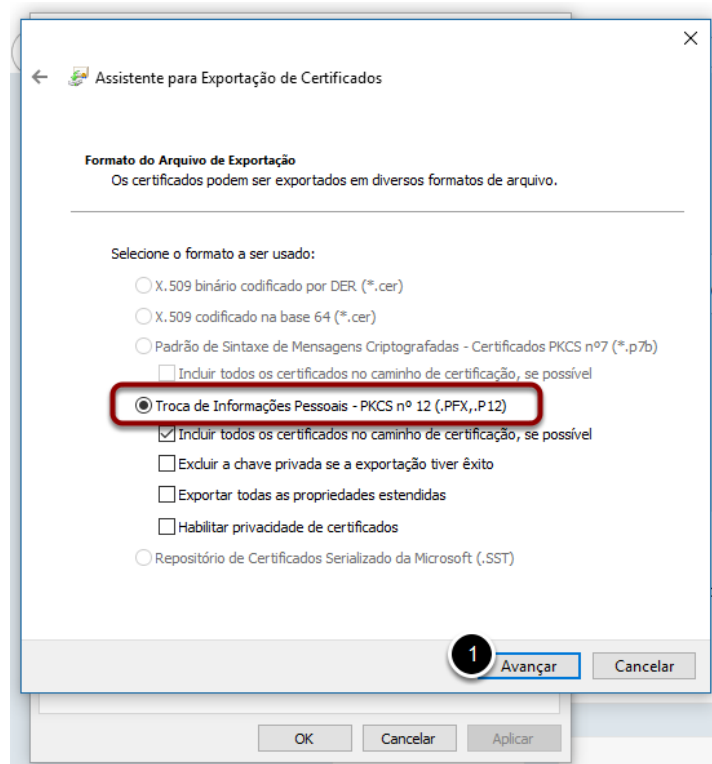 Assistente para Exportação de Certificados
Formato do Arquivo de Exportação
Os certificados podem ser exportados em diversos formatos de arquivo.
Selecione o formato a ser usado:
X.509 binário codificado por DER (*.cer)
X.509 codificado na base 64 (*.cer)
Padrão de Sintaxe de Mensagens Criptografadas - Certificados PKCS nº7 (*.p7b)
Incluir todos os certificados no caminho de certificação, se possível
Troca de Informações Pessoais - PKCS nº 12 (.PFX,.P12)
Incluir todos os certificados no caminho de certificação, se possível
Excluir a chave privada se a exportação tiver êxito
Exportar todas as propriedades estendidas
Habilitar privacidade de certificados
Repositório de Certificados Serializado da Microsoft (.SST)
1 Avançar Cancelar
OK Cancelar Aplicar